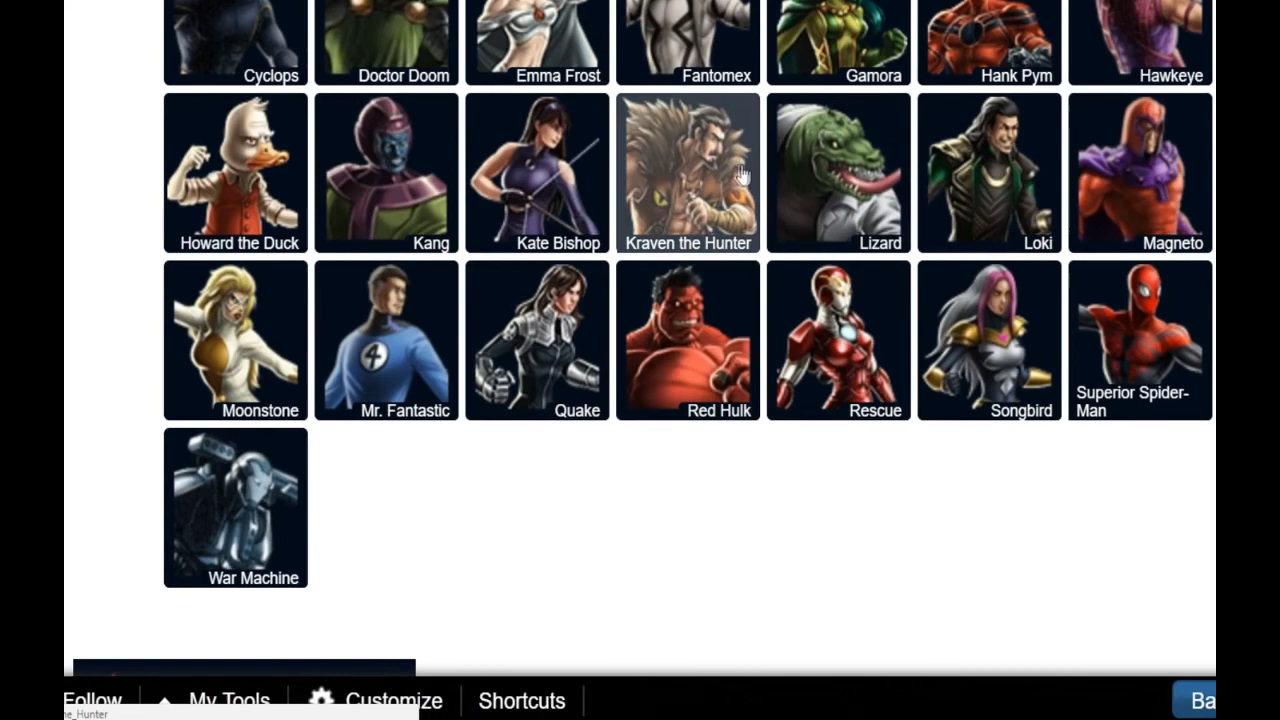 Cyclops
Doctor Doom
Emma Frost
Fantomex
Gamora
Hank Pym
Hawkeye
Howard the Duck
Kang
Kate Bishop
Kraven the Hunter
Lizard
Loki
Magneto
Moonstone
Mr. Fantastic
4
Quake
Red Hulk
Rescue
Songbird
Superior Spider-
Man
War Machine
Follow
My Tools
Customize
Shortcuts
Ba
ne_Hunter